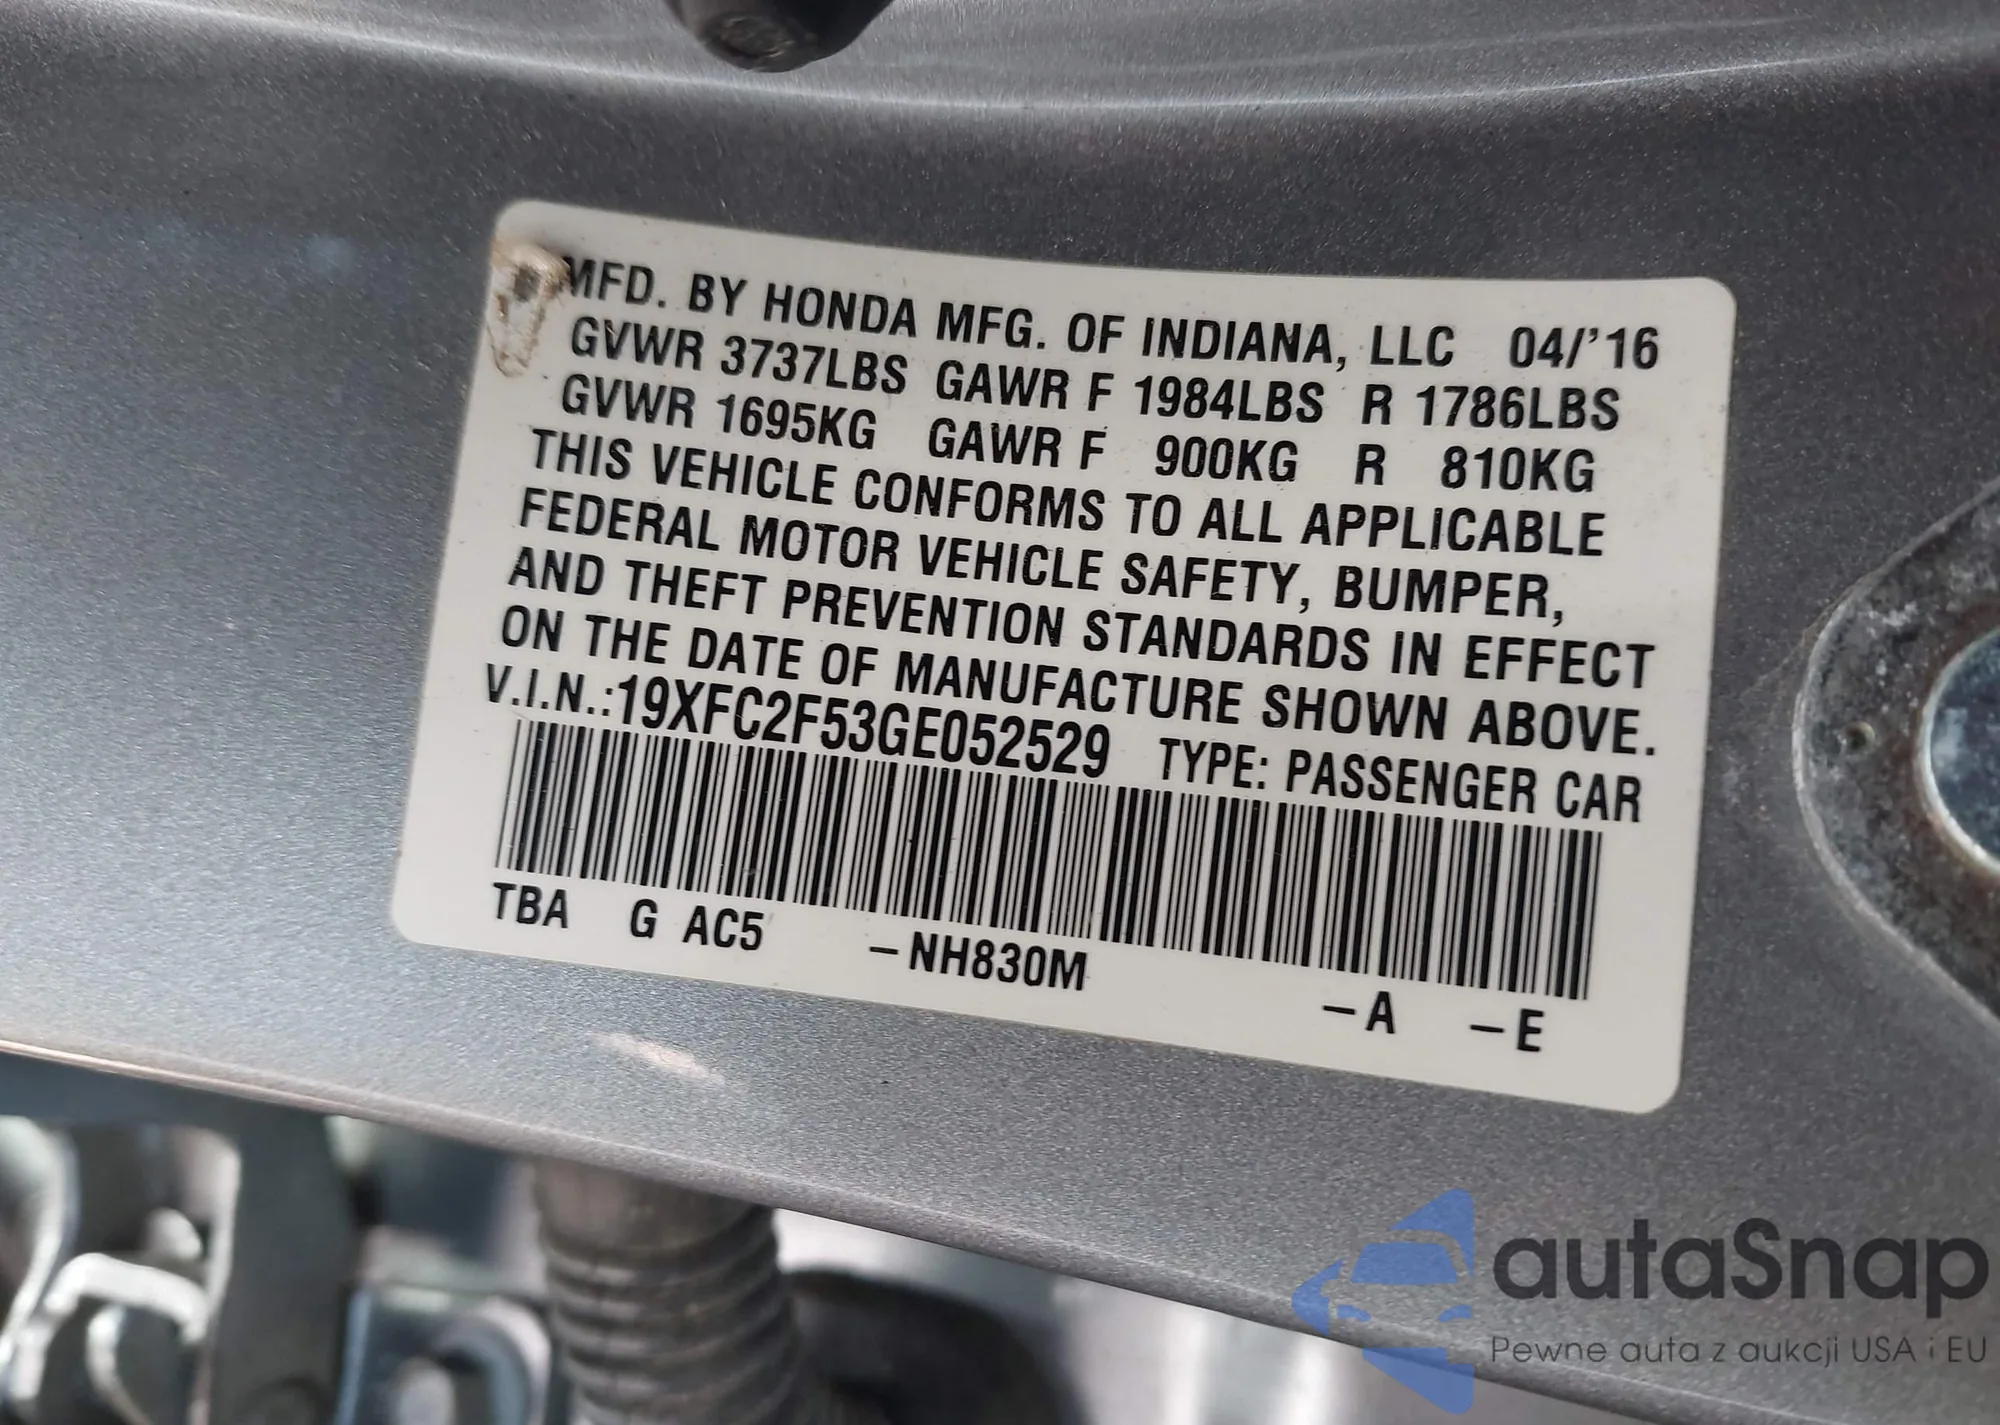 MFD. BY HONDA MFG. OF INDIANA, LLC 04/'16
GVWR 3737LBS GAWR F 1984LBS R 1786LBS
GVWR 1695KG GAWR F 900KG R 810KG
THIS VEHICLE CONFORMS TO ALL APPLICABLE
FEDERAL MOTOR VEHICLE SAFETY, BUMPER,
AND THEFT PREVENTION STANDARDS IN EFFECT
ON THE DATE OF MANUFACTURE SHOWN ABOVE.
V.I.N.:19XFC2F53GE052529 TYPE: PASSENGER CAR
TBA G AC5 –NH830M –A –E
autaSnap
Pewne auta z aukcji USA i EU